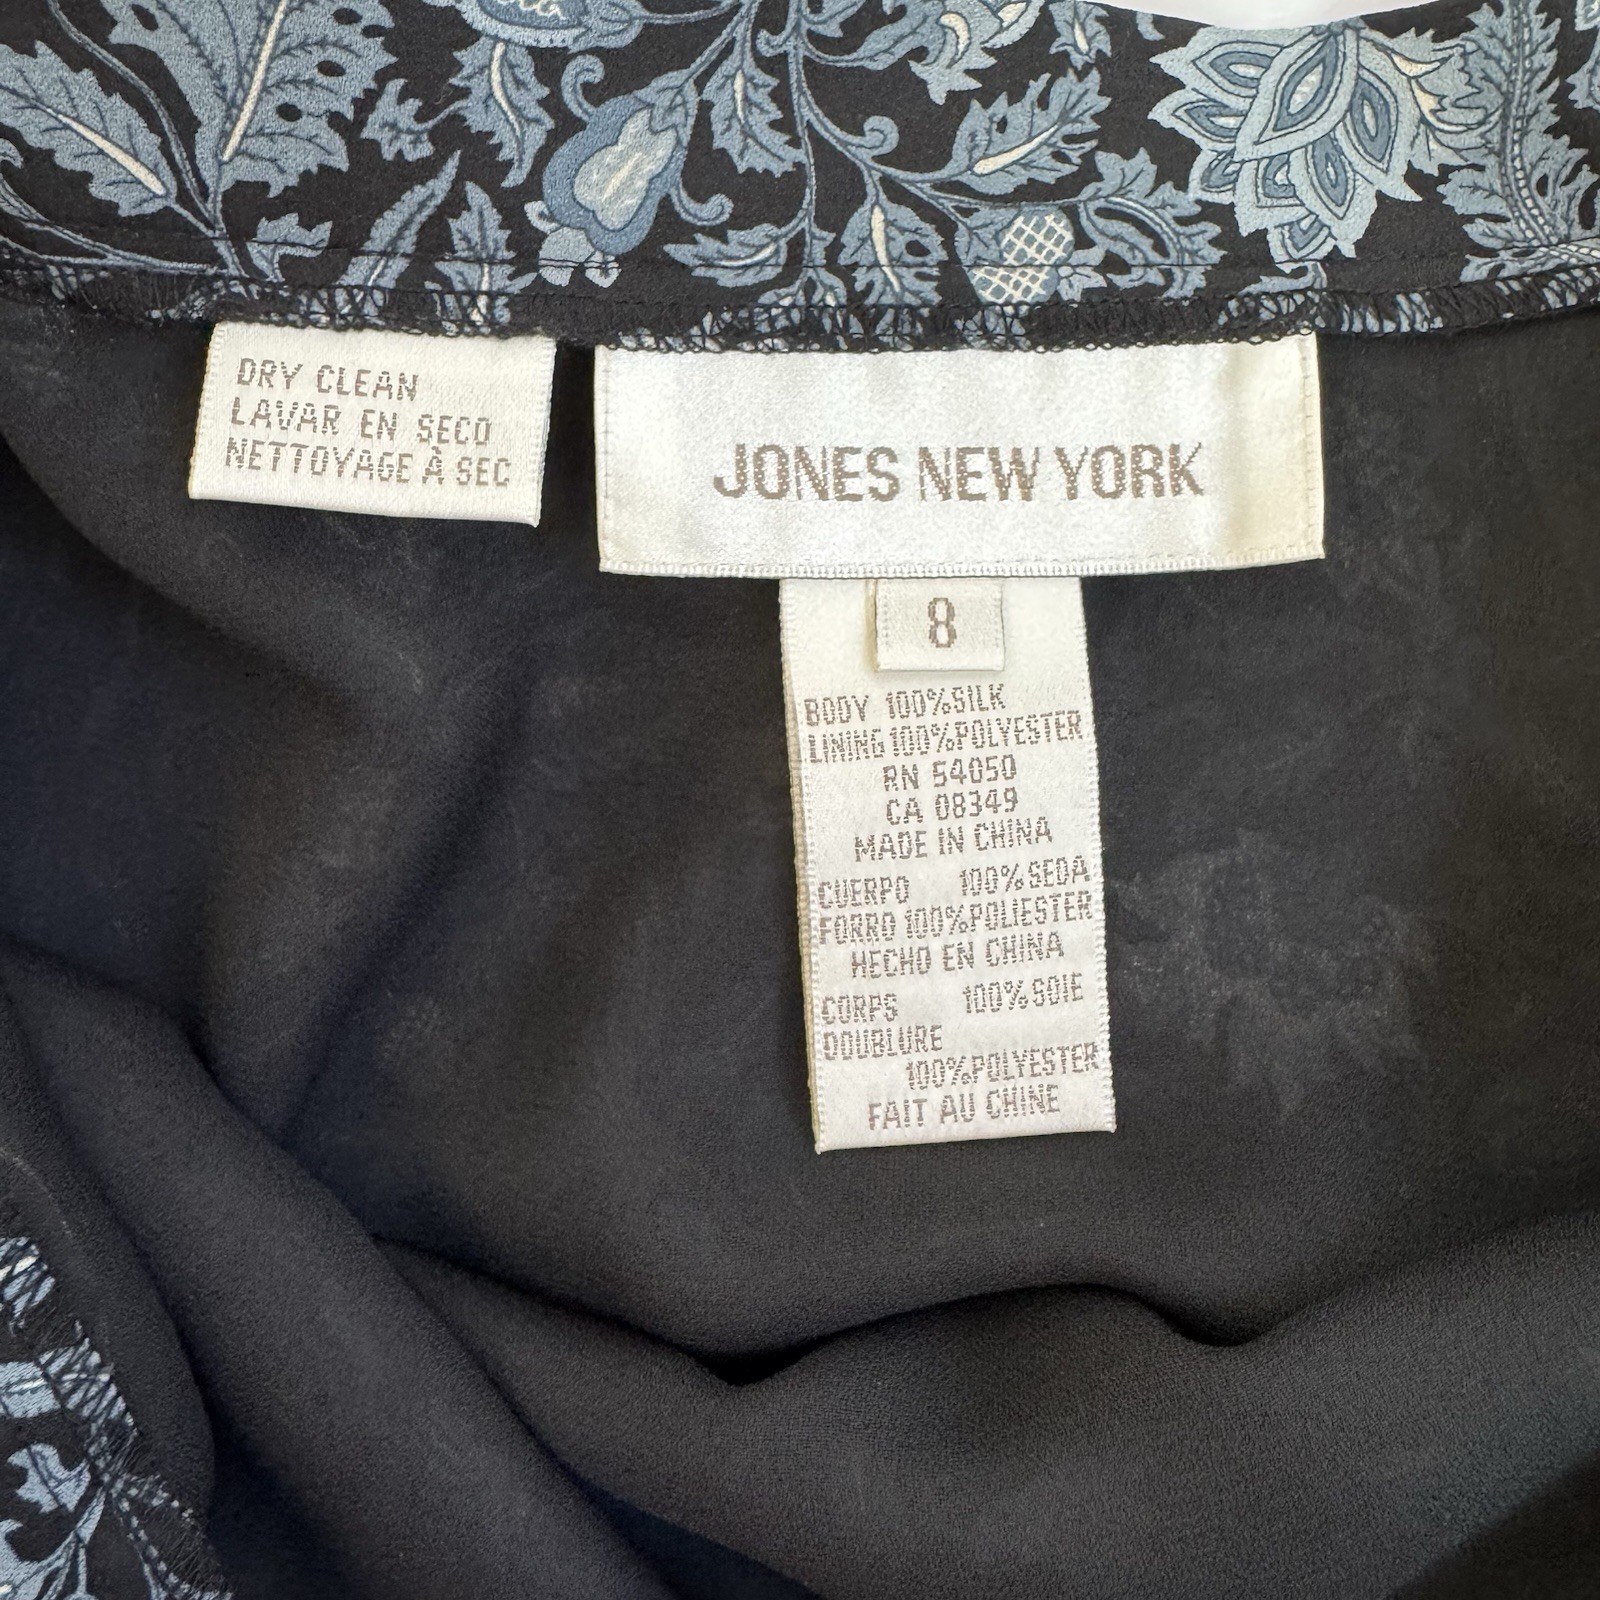 DRY CLEAN
LAVAR EN SECO
NETTOYAGE À SEC
JONES NEW YORK
8
BODY 100%SILK
LINING 100%POLYESTER
RN 54050
CA 08349
MADE IN CHINA
CUERPO 100%SEDA
FORRO 100%POLIESTER
HECHO EN CHINA
CORPS 100%SOIE
DOUBLURE
100%POLYESTER
FAIT AU CHINE